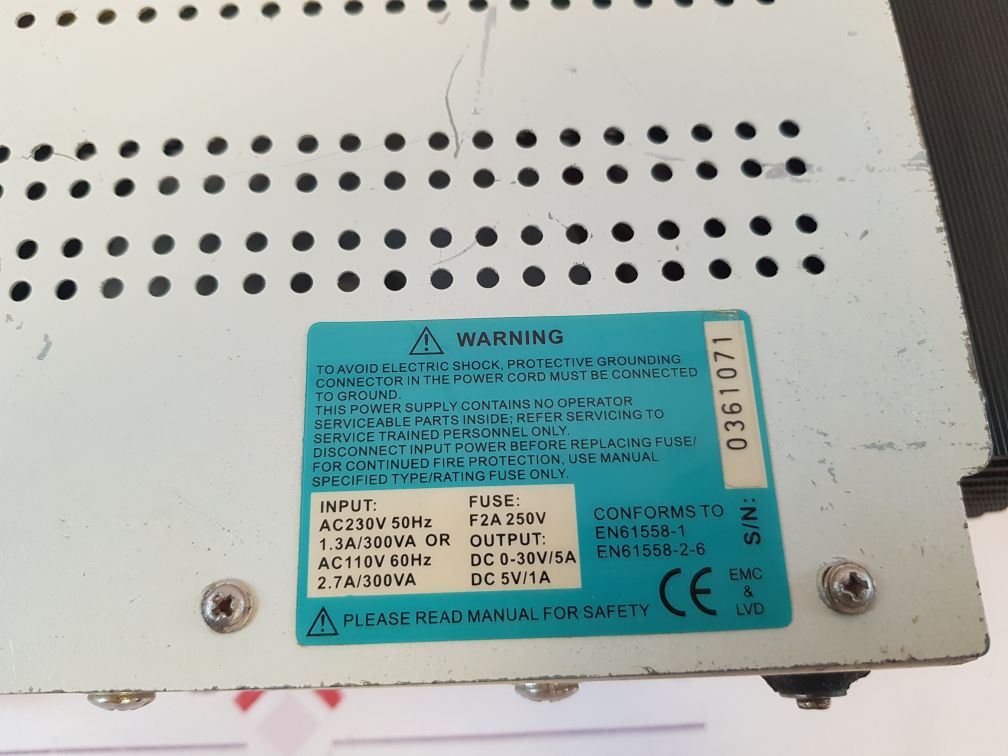 WARNING
TO AVOID ELECTRIC SHOCK, PROTECTIVE GROUNDING
CONNECTOR IN THE POWER CORD MUST BE CONNECTED
TO GROUND.
THIS POWER SUPPLY CONTAINS NO OPERATOR
SERVICEABLE PARTS INSIDE; REFER SERVICING TO
SERVICE TRAINED PERSONNEL ONLY.
DISCONNECT INPUT POWER BEFORE REPLACING FUSE/
FOR CONTINUED FIRE PROTECTION, USE MANUAL
SPECIFIED TYPE/RATING FUSE ONLY.
INPUT:
AC230V 50Hz
1.3A/300VA OR
AC110V 60Hz
2.7A/300VA
FUSE:
F2A 250V
OUTPUT:
DC 0-30V/5A
DC 5V/1A
CONFORMS TO
EN61558-1
EN61558-2-6
S/N: 0361071
CE
EMC
&
LVD
PLEASE READ MANUAL FOR SAFETY